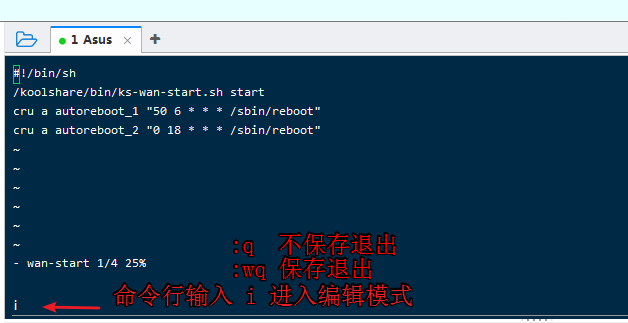 1 Asus × +
#!/bin/sh
/koolshare/bin/ks-wan-start.sh start
cru a autoreboot_1 "50 6 * * * /sbin/reboot"
cru a autoreboot_2 "0 18 * * * /sbin/reboot"
~
~
~
~
~
~
:q 不保存退出
- wan-start 1/4 25%
:wq 保存退出
命令行输入 i 进入编辑模式
i